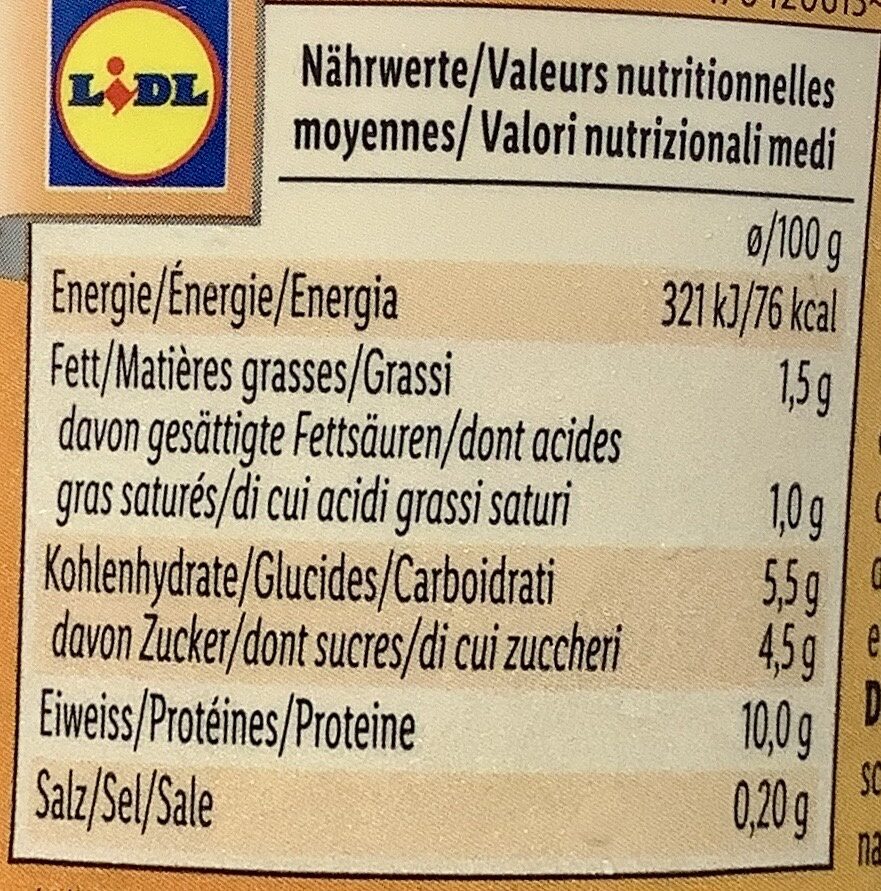 LIDL
Nährwerte/Valeurs nutritionnelles
moyennes/ Valori nutrizionali medi
ø/100 g
Energie/Énergie/Energia 321 kJ/76 kcal
Fett/Matières grasses/Grassi 1,5 g
davon gesättigte Fettsäuren/dont acides
gras saturés/di cui acidi grassi saturi 1,0 g
Kohlenhydrate/Glucides/Carboidrati 5,5 g
davon Zucker/dont sucres/di cui zuccheri 4,5 g
Eiweiss/Protéines/Proteine 10,0 g
Salz/Sel/Sale 0,20 g